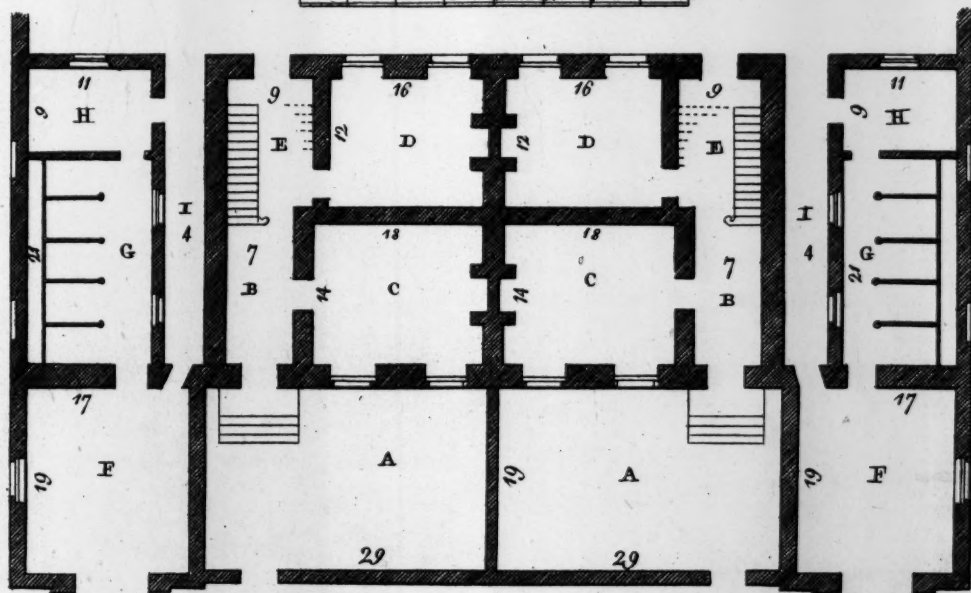 11 16 16 11
9 H 9 12 D 12 D 9 9 H
E E
I 4 I 4
21 G 7 18 18 7 G 21
B 14 C 14 C B
17 17
19 F A 19 A 19 F
29 29